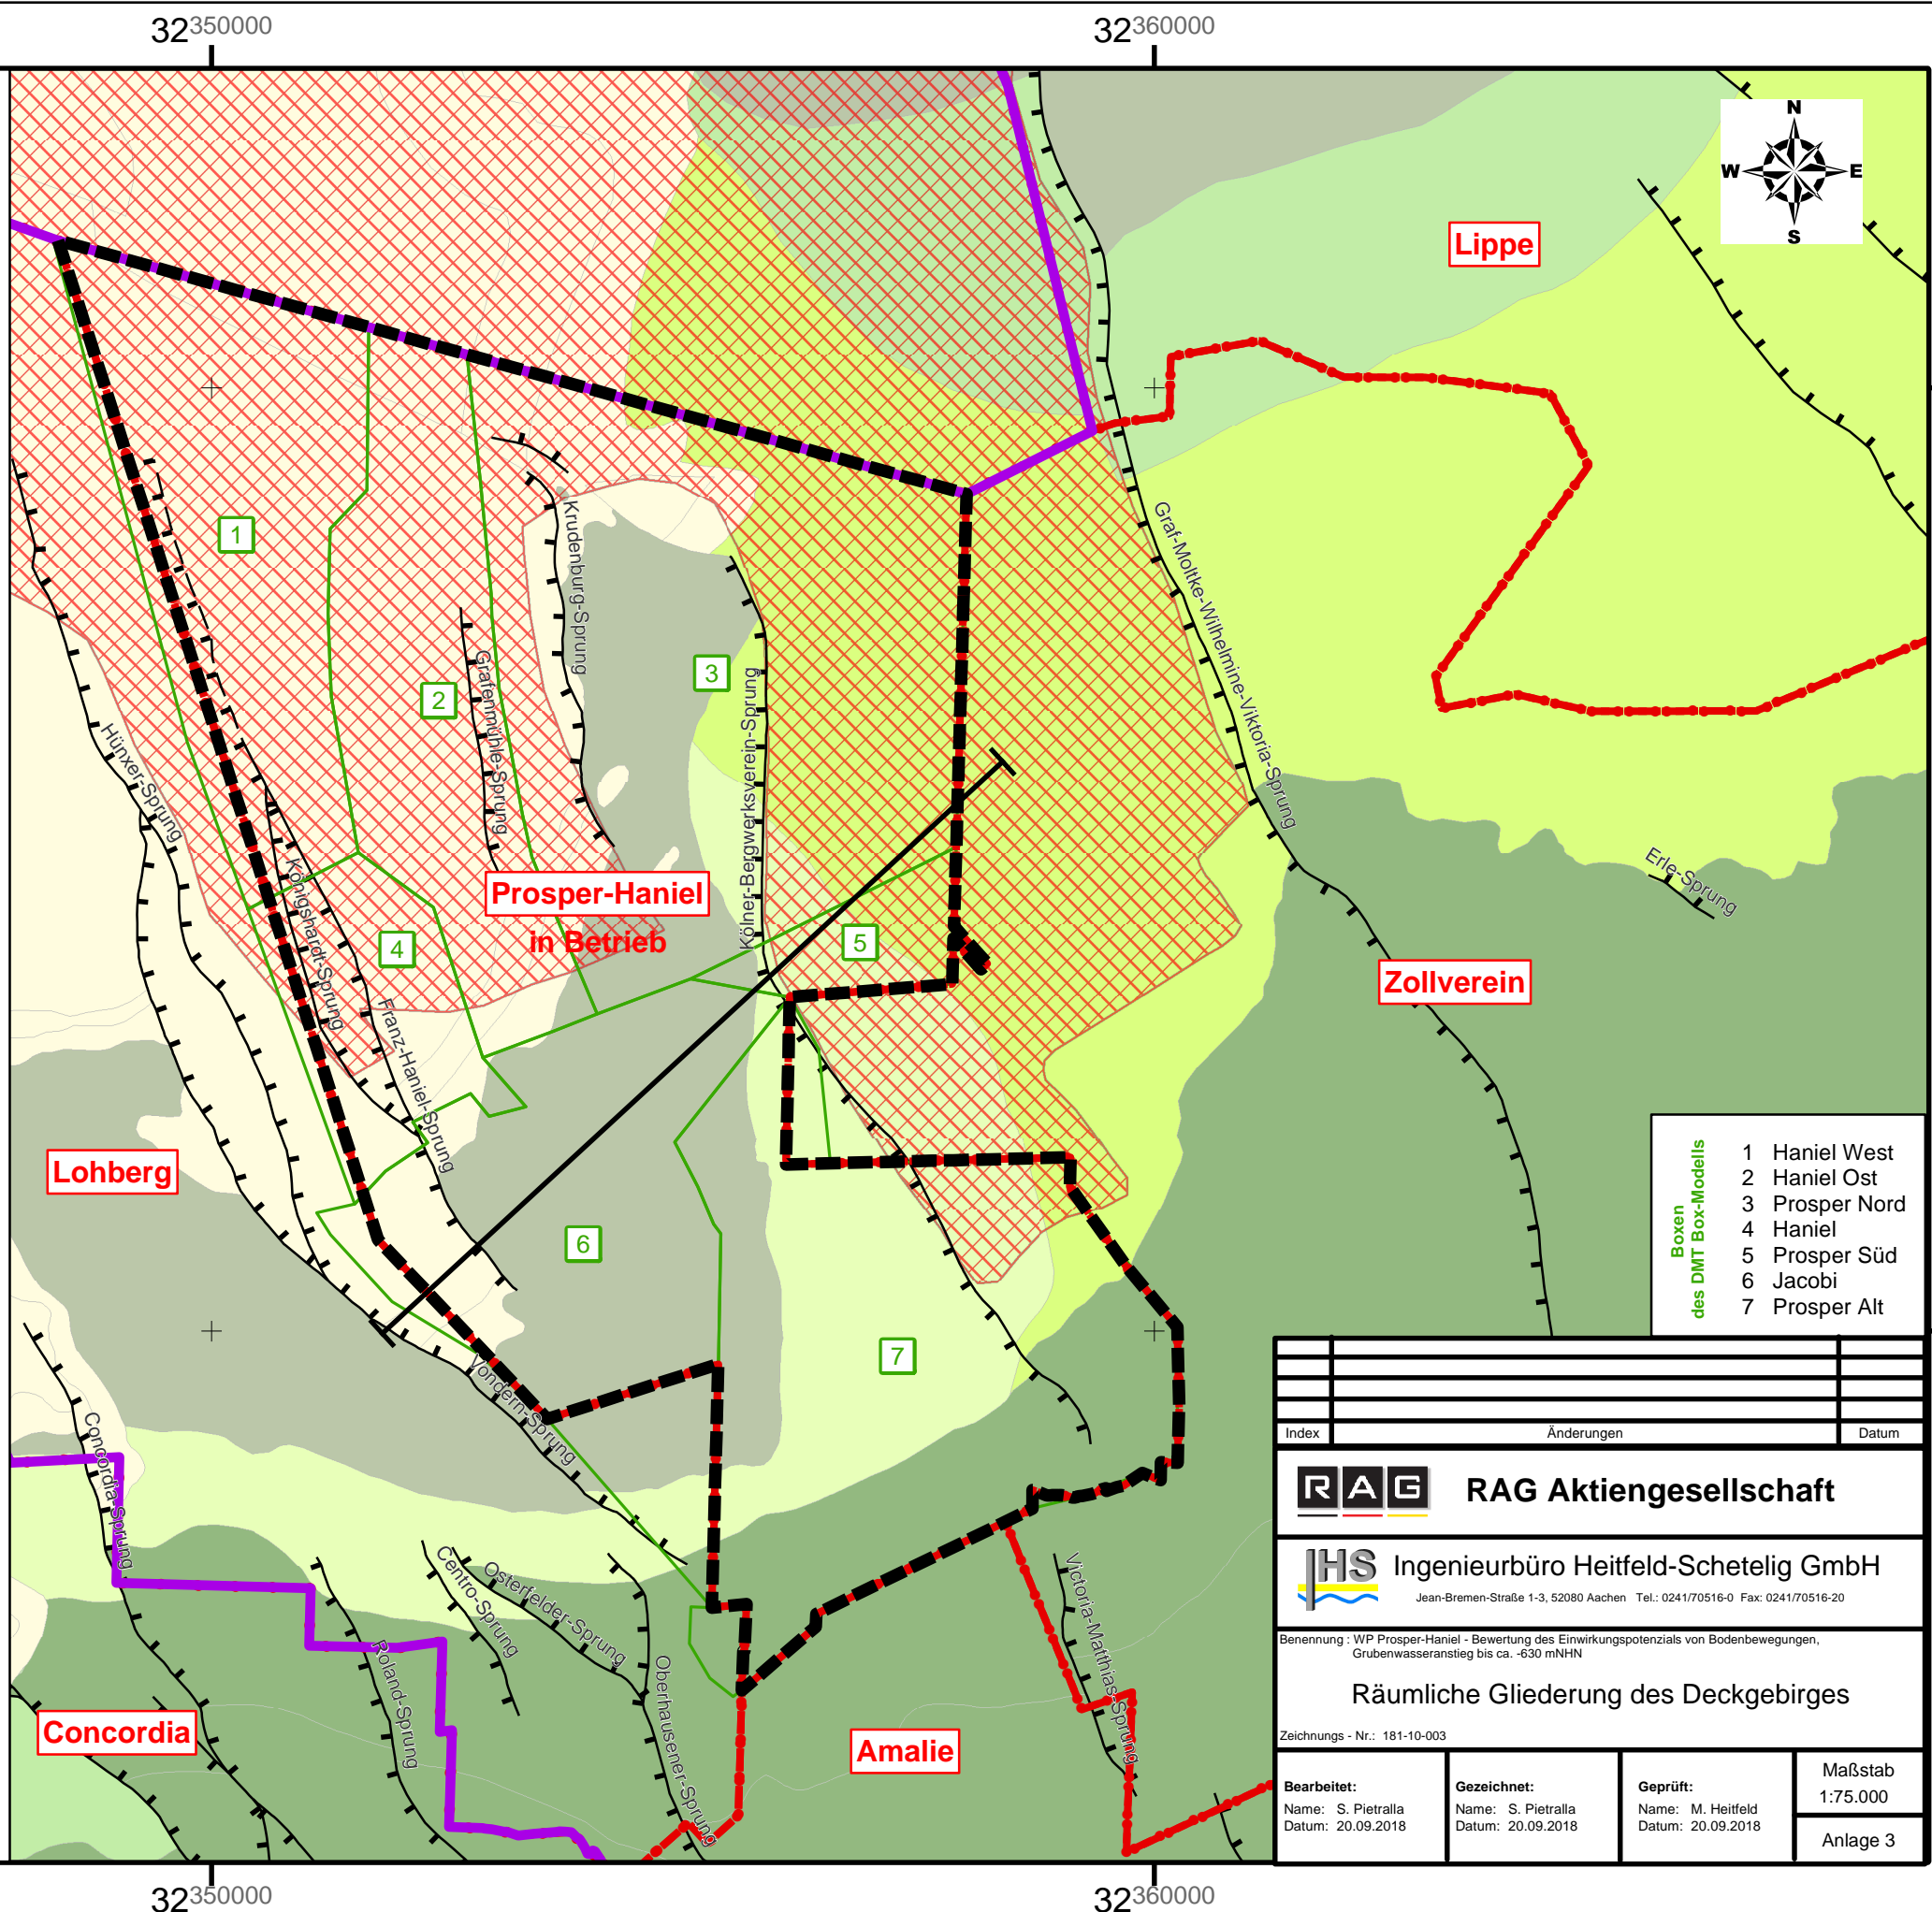 32350000
32360000
N
W
E
S
Lippe
1
Krudenburg-Sprung
Graf-Moltke-Wilhelmine-Viktoria-Sprung
Grafenmühle-Sprung
3
2
Kölner-Bergwerksverein-Sprung
Hünxer-Sprung
Königshardt-Sprung
Prosper-Haniel
in Betrieb
Erle-Sprung
4
5
Zollverein
Franz-Haniel-Sprung
Lohberg
6
7
Boxen
des DMT Box-Modells
1 Haniel West
2 Haniel Ost
3 Prosper Nord
4 Haniel
5 Prosper Süd
6 Jacobi
7 Prosper Alt
Vondern-Sprung
Concordia-Sprung
Centro-Sprung
Osterfelder-Sprung
Roland-Sprung
Oberhausener-Sprung
Victoria-Matthias-Sprung
Concordia
Amalie
Index
Änderungen
Datum
RAG
RAG Aktiengesellschaft
IHS
Ingenieurbüro Heitfeld-Schetelig GmbH
Jean-Bremen-Straße 1-3, 52080 Aachen Tel.: 0241/70516-0 Fax: 0241/70516-20
Benennung : WP Prosper-Haniel - Bewertung des Einwirkungspotenzials von Bodenbewegungen,
Grubenwasseranstieg bis ca. -630 mNHN
Räumliche Gliederung des Deckgebirges
Zeichnungs - Nr.: 181-10-003
Bearbeitet:
Name: S. Pietralla
Datum: 20.09.2018
Gezeichnet:
Name: S. Pietralla
Datum: 20.09.2018
Geprüft:
Name: M. Heitfeld
Datum: 20.09.2018
Maßstab
1:75.000
Anlage 3
32350000
32360000